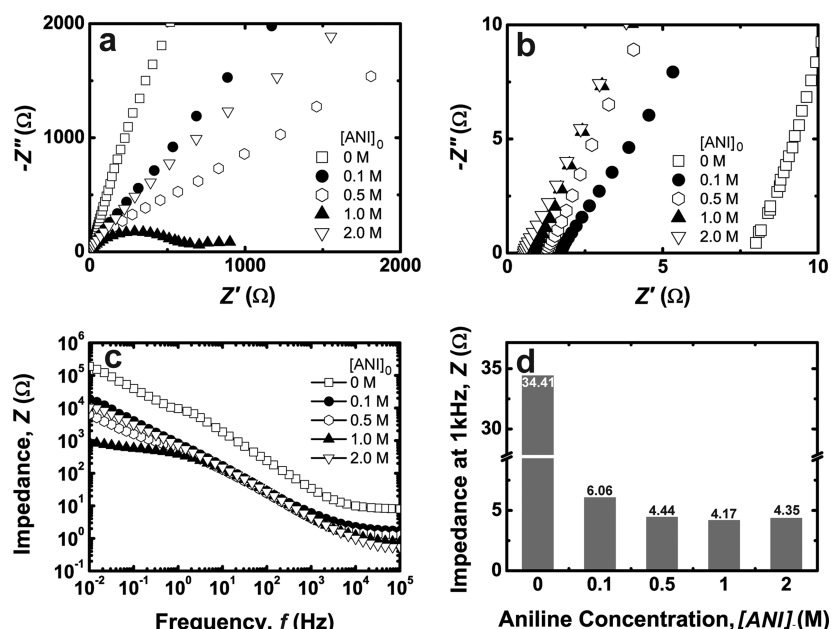 a
2000
1000
0
-Z″ (Ω)
[ANI]0
0 M
0.1 M
0.5 M
1.0 M
2.0 M
0 1000 2000
Z′ (Ω)
b
10
5
0
-Z″ (Ω)
[ANI]0
0 M
0.1 M
0.5 M
1.0 M
2.0 M
0 5 10
Z′ (Ω)
c
10^6
10^5
10^4
10^3
10^2
10^1
10^0
10^-1
Impedance, Z (Ω)
[ANI]0
0 M
0.1 M
0.5 M
1.0 M
2.0 M
10^-2 10^-1 10^0 10^1 10^2 10^3 10^4 10^5
Frequency, f (Hz)
d
35
30
5
0
Impedance at 1kHz, Z (Ω)
34.41
6.06
4.44
4.17
4.35
0 0.1 0.5 1 2
Aniline Concentration, [ANI] (M)